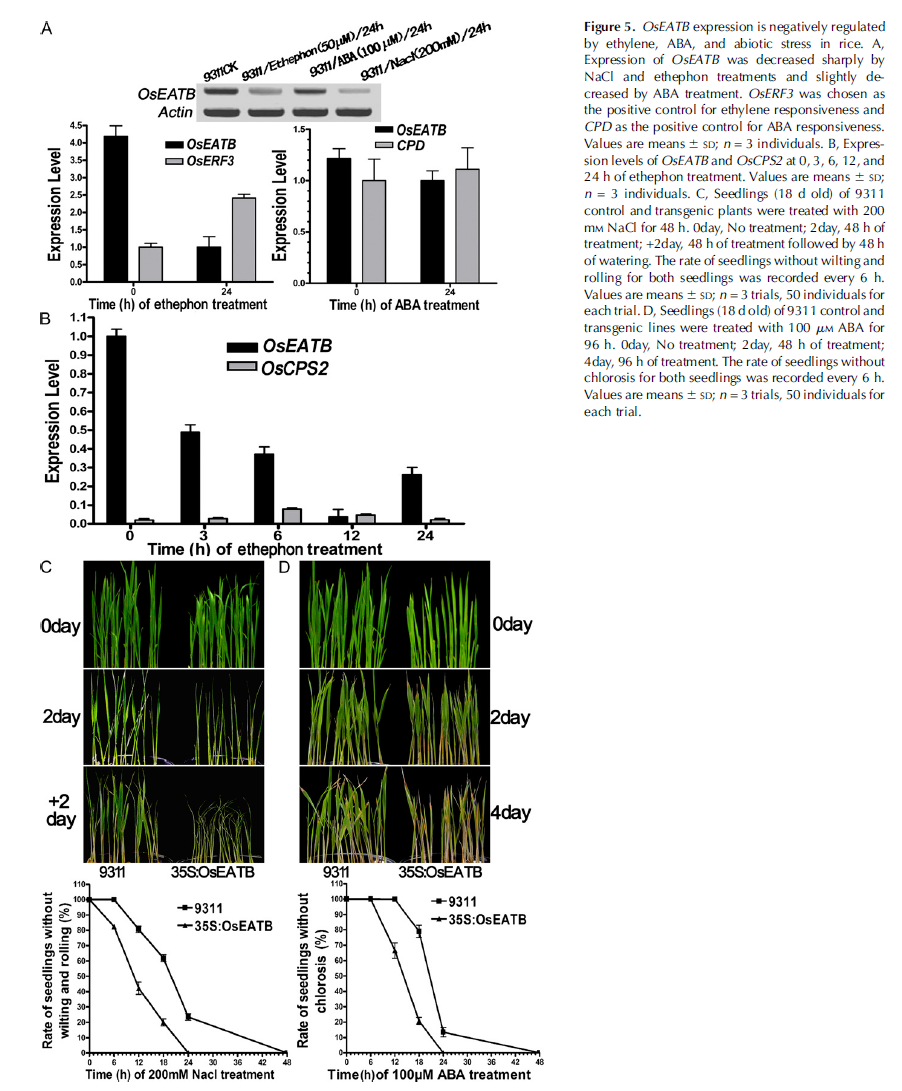 A
9311CK
9311/Ethephon(50μM)/24h
9311/ABA(100 μM)/24h
9311/Nacl(200mM)/24h
OsEATB
Actin
4.5
4.0
3.5
3.0
2.5
2.0
1.5
1.0
0.5
0.0
Expression Level
OsEATB
OsERF3
0
24
Time (h) of ethephon treatment
1.5
1.0
0.5
0.0
Expression Level
OsEATB
CPD
0
24
Time (h) of ABA treatment
B
1.1
1.0
0.9
0.8
0.7
0.6
0.5
0.4
0.3
0.2
0.1
0.0
Expression Level
OsEATB
OsCPS2
0
3
6
12
24
Time (h) of ethephon treatment
C
0day
2day
+2
day
9311
35S:OsEATB
110
100
90
80
70
60
50
40
30
20
10
0
Rate of seedlings without
wilting and rolling (%)
9311
35S:OsEATB
0 6 12 18 24 30 36 42 48
Time (h) of 200mM Nacl treatment
D
0day
2day
4day
9311
35S:OsEATB
110
100
90
80
70
60
50
40
30
20
10
0
Rate of seedlings without
chlorosis (%)
9311
35S:OsEATB
0 6 12 18 24 30 36 42 48
Time(h)of 100μM ABA treatment
Figure 5. OsEATB expression is negatively regulated
by ethylene, ABA, and abiotic stress in rice. A,
Expression of OsEATB was decreased sharply by
NaCl and ethephon treatments and slightly de-
creased by ABA treatment. OsERF3 was chosen as
the positive control for ethylene responsiveness and
CPD as the positive control for ABA responsiveness.
Values are means ± SD; n = 3 individuals. B, Expres-
sion levels of OsEATB and OsCPS2 at 0, 3, 6, 12, and
24 h of ethephon treatment. Values are means ± SD;
n = 3 individuals. C, Seedlings (18 d old) of 9311
control and transgenic plants were treated with 200
mM NaCl for 48 h. 0day, No treatment; 2day, 48 h of
treatment; +2day, 48 h of treatment followed by 48 h
of watering. The rate of seedlings without wilting and
rolling for both seedlings was recorded every 6 h.
Values are means ± SD; n = 3 trials, 50 individuals for
each trial. D, Seedlings (18 d old) of 9311 control and
transgenic lines were treated with 100 μM ABA for
96 h. 0day, No treatment; 2day, 48 h of treatment;
4day, 96 h of treatment. The rate of seedlings without
chlorosis for both seedlings was recorded every 6 h.
Values are means ± SD; n = 3 trials, 50 individuals for
each trial.